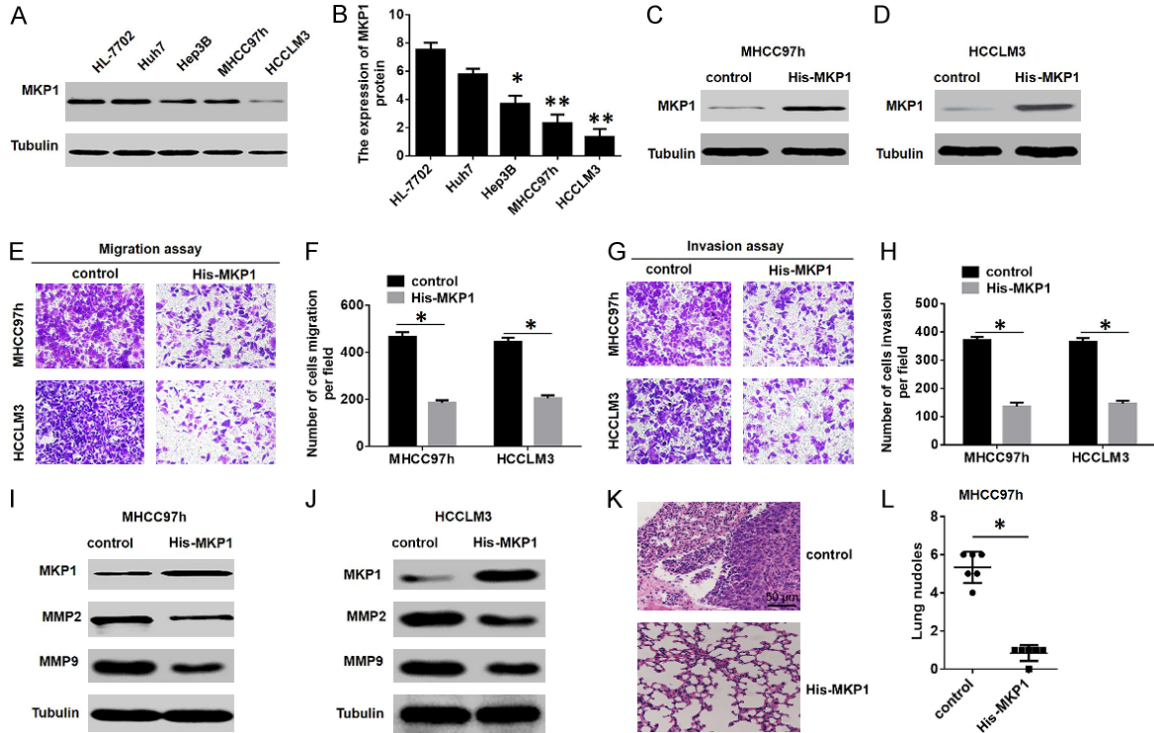 A
HL-7702
Huh7
Hep3B
MHCC97h
HCCLM3
MKP1
Tubulin
B
The expression of MKP1
protein
10
8
6
4
2
0
*
**
**
HL-7702
Huh7
Hep3B
MHCC97h
HCCLM3
C
MHCC97h
control
His-MKP1
MKP1
Tubulin
D
HCCLM3
control
His-MKP1
MKP1
Tubulin
E
Migration assay
control
His-MKP1
MHCC97h
HCCLM3
F
control
His-MKP1
Number of cells migration
per field
600
400
200
0
*
*
MHCC97h
HCCLM3
G
Invasion assay
control
His-MKP1
MHCC97h
HCCLM3
H
control
His-MKP1
Number of cells invasion
per field
500
400
300
200
100
0
*
*
MHCC97h
HCCLM3
I
MHCC97h
control
His-MKP1
MKP1
MMP2
MMP9
Tubulin
J
HCCLM3
control
His-MKP1
MKP1
MMP2
MMP9
Tubulin
K
control
50 μm
His-MKP1
L
MHCC97h
Lung nudoles
8
6
4
2
0
*
control
His-MKP1